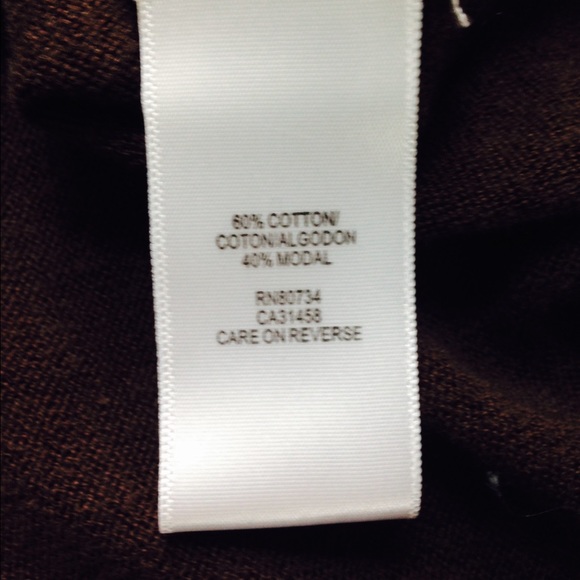 60% COTTON/
COTON/ALGODON
40% MODAL
RN80734
CA31458
CARE ON REVERSE